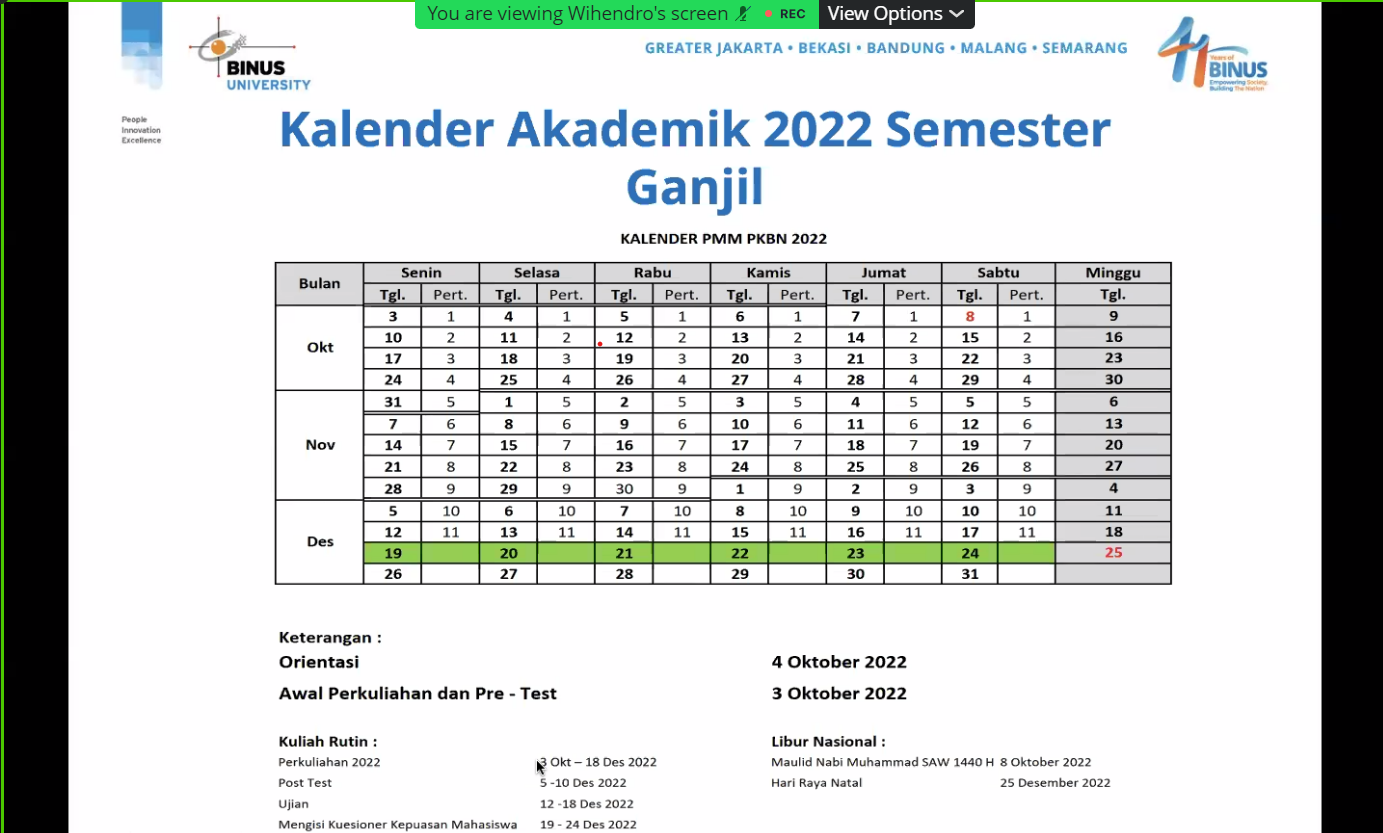 You are viewing Wihendro's screen REC View Options
GREATER JAKARTA • BEKASI • BANDUNG • MALANG • SEMARANG
BINUS
UNIVERSITY
41 Years of
BINUS
Empowering Society,
Building The Nation
People
Innovation
Excellence
Kalender Akademik 2022 Semester
Ganjil
KALENDER PMM PKBN 2022
Bulan Senin Selasa Rabu Kamis Jumat Sabtu Minggu
Tgl. Pert. Tgl. Pert. Tgl. Pert. Tgl. Pert. Tgl. Pert. Tgl. Pert. Tgl.
Okt
3 1 4 1 5 1 6 1 7 1 8 1 9
10 2 11 2 12 2 13 2 14 2 15 2 16
17 3 18 3 19 3 20 3 21 3 22 3 23
24 4 25 4 26 4 27 4 28 4 29 4 30
Nov
31 5 1 5 2 5 3 5 4 5 5 5 6
7 6 8 6 9 6 10 6 11 6 12 6 13
14 7 15 7 16 7 17 7 18 7 19 7 20
21 8 22 8 23 8 24 8 25 8 26 8 27
28 9 29 9 30 9 1 9 2 9 3 9 4
Des
5 10 6 10 7 10 8 10 9 10 10 10 11
12 11 13 11 14 11 15 11 16 11 17 11 18
19 20 21 22 23 24 25
26 27 28 29 30 31
Keterangan :
Orientasi 4 Oktober 2022
Awal Perkuliahan dan Pre - Test 3 Oktober 2022
Kuliah Rutin :
Perkuliahan 2022 3 Okt – 18 Des 2022
Post Test 5 -10 Des 2022
Ujian 12 -18 Des 2022
Mengisi Kuesioner Kepuasan Mahasiswa 19 - 24 Des 2022
Libur Nasional :
Maulid Nabi Muhammad SAW 1440 H 8 Oktober 2022
Hari Raya Natal 25 Desember 2022